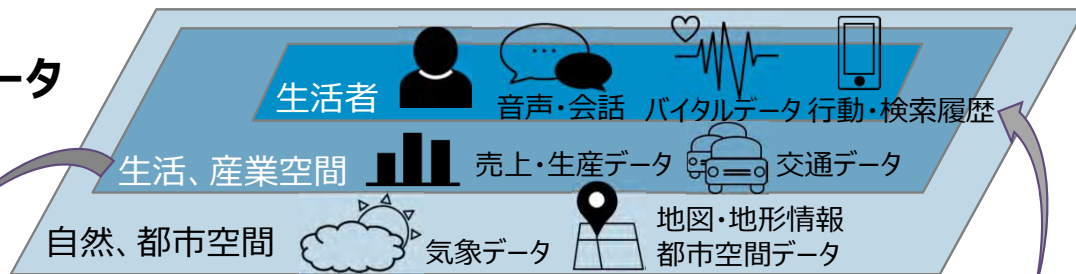 ータ
生活者
音声・会話
バイタルデータ
行動・検索履歴
生活、産業空間
売上・生産データ
交通データ
自然、都市空間
気象データ
地図・地形情報
都市空間データ